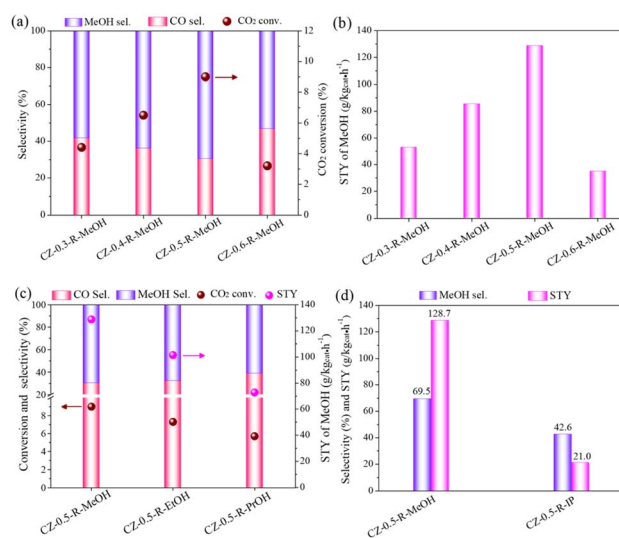 (a)
MeOH sel.
CO sel.
CO₂ conv.
100
80
60
40
20
0
Selectivity (%)
12
10
8
6
4
2
0
CO₂ conversion (%)
CZ-0.3-R-MeOH
CZ-0.4-R-MeOH
CZ-0.5-R-MeOH
CZ-0.6-R-MeOH
(b)
140
120
100
80
60
40
20
0
STY of MeOH (g/kgcat•h⁻¹)
CZ-0.3-R-MeOH
CZ-0.4-R-MeOH
CZ-0.5-R-MeOH
CZ-0.6-R-MeOH
(c)
CO Sel.
MeOH Sel.
CO₂ conv.
STY
100
80
60
40
20
8
6
4
2
0
Conversion and selectivity (%)
140
120
100
80
60
40
20
0
STY of MeOH (g/kgcat•h⁻¹)
CZ-0.5-R-MeOH
CZ-0.5-R-EtOH
CZ-0.5-R-PrOH
(d)
MeOH sel.
STY
140
120
100
80
60
40
20
0
Selectivity (%) and STY (g/kgcat•h⁻¹)
128.7
69.5
42.6
21.0
CZ-0.5-R-MeOH
CZ-0.5-R-IP